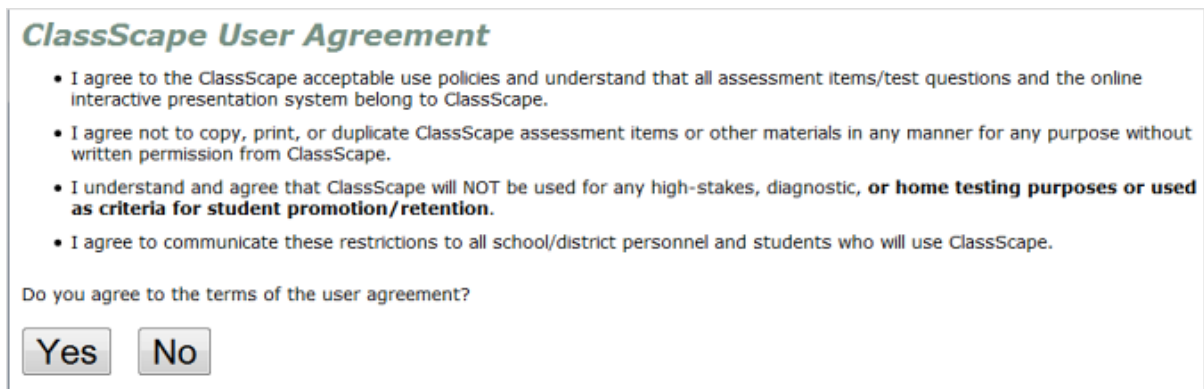 ClassScape User Agreement
• I agree to the ClassScape acceptable use policies and understand that all assessment items/test questions and the online
interactive presentation system belong to ClassScape.
• I agree not to copy, print, or duplicate ClassScape assessment items or other materials in any manner for any purpose without
written permission from ClassScape.
• I understand and agree that ClassScape will NOT be used for any high-stakes, diagnostic, or home testing purposes or used
as criteria for student promotion/retention.
• I agree to communicate these restrictions to all school/district personnel and students who will use ClassScape.
Do you agree to the terms of the user agreement?
Yes No